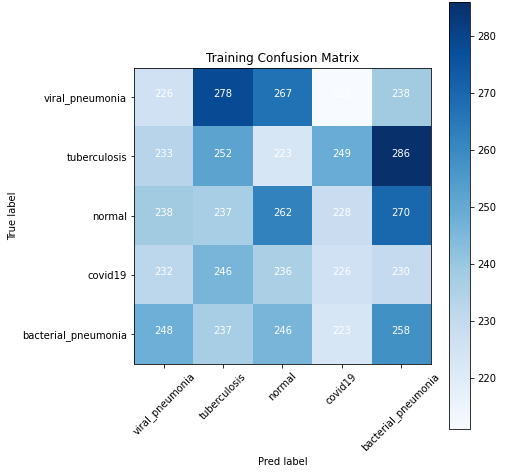 Training Confusion Matrix
viral_pneumonia 226 278 267 238
tuberculosis 233 252 223 249 286
normal 238 237 262 228 270
covid19 232 246 236 226 230
bacterial_pneumonia 248 237 246 223 258
viral_pneumonia tuberculosis normal covid19 bacterial_pneumonia
True label
Pred label
280
270
260
250
240
230
220